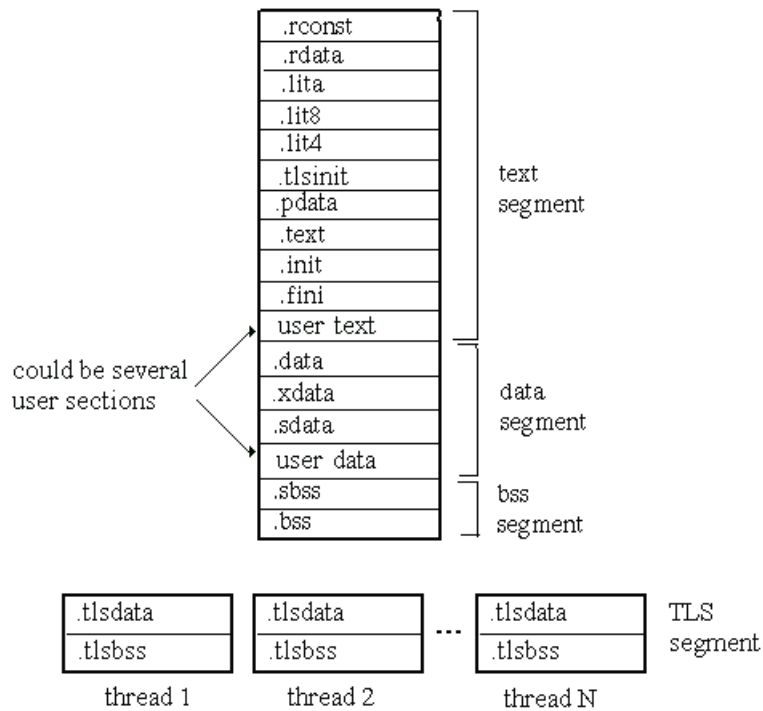 .rconst
.rdata
.lita
.lit8
.lit4
.tlsinit
.pdata
.text
.init
.fini
user text
.data
.xdata
.sdata
user data
.sbss
.bss
text
segment
data
segment
bss
segment
could be several
user sections
.tlsdata
.tlsbss
thread 1
.tlsdata
.tlsbss
thread 2
...
.tlsdata
.tlsbss
thread N
TLS
segment